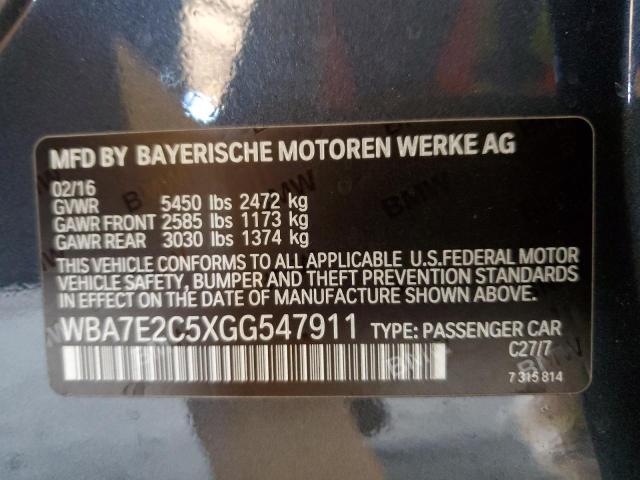 MFD BY BAYERISCHE MOTOREN WERKE AG
02/16
GVWR 5450 lbs 2472 kg
GAWR FRONT 2585 lbs 1173 kg
GAWR REAR 3030 lbs 1374 kg
THIS VEHICLE CONFORMS TO ALL APPLICABLE U.S.FEDERAL MOTOR
VEHICLE SAFETY, BUMPER AND THEFT PREVENTION STANDARDS
IN EFFECT ON THE DATE OF MANUFACTURE SHOWN ABOVE.
WBA7E2C5XGG547911 TYPE: PASSENGER CAR
C27/7
7 315 814
BMW